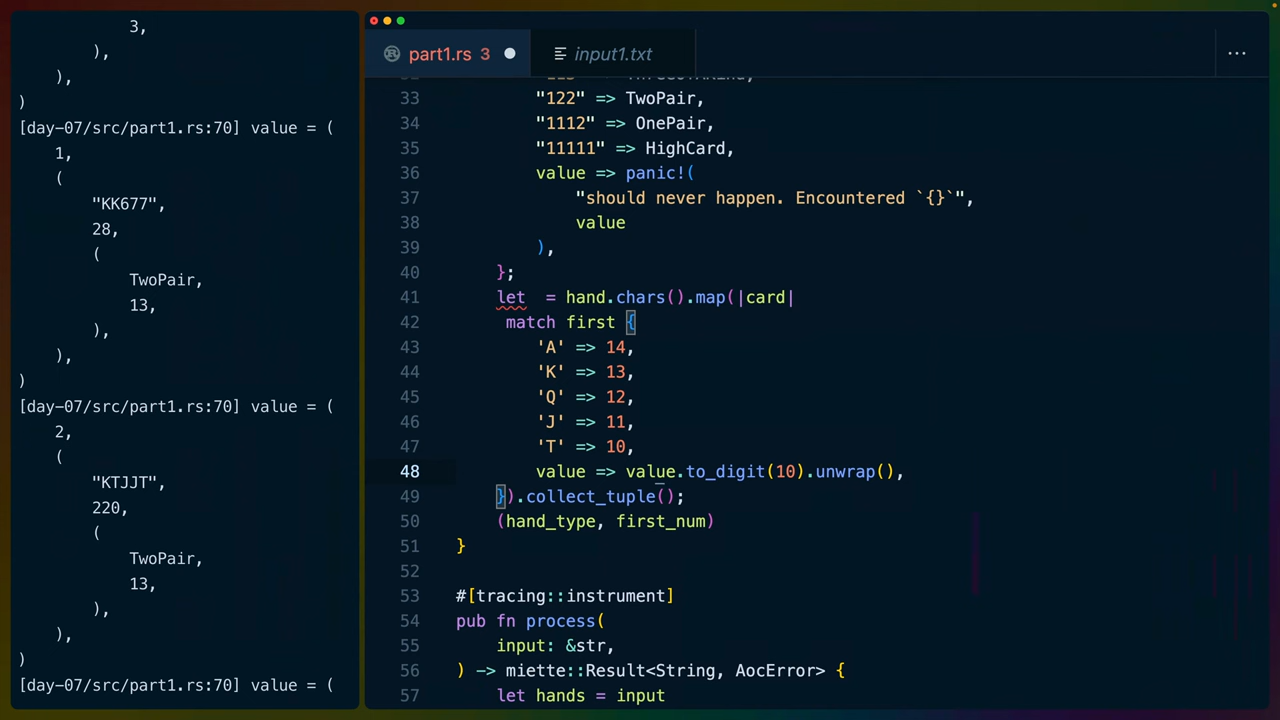 3,
),
),
)
[day-07/src/part1.rs:70] value = (
1,
(
"KK677",
28,
(
TwoPair,
13,
),
),
)
[day-07/src/part1.rs:70] value = (
2,
(
"KTJJT",
220,
(
TwoPair,
13,
),
),
)
[day-07/src/part1.rs:70] value = (
part1.rs 3
input1.txt
33 "122" => TwoPair,
34 "1112" => OnePair,
35 "11111" => HighCard,
36 value => panic!(
37 "should never happen. Encountered `{}`",
38 value
39 ),
40 };
41 let  = hand.chars().map(|card|
42 match first {
43 'A' => 14,
44 'K' => 13,
45 'Q' => 12,
46 'J' => 11,
47 'T' => 10,
48 value => value.to_digit(10).unwrap(),
49 }).collect_tuple();
50 (hand_type, first_num)
51 }
52
53 #[tracing::instrument]
54 pub fn process(
55 input: &str,
56 ) -> miette::Result<String, AocError> {
57 let hands = input